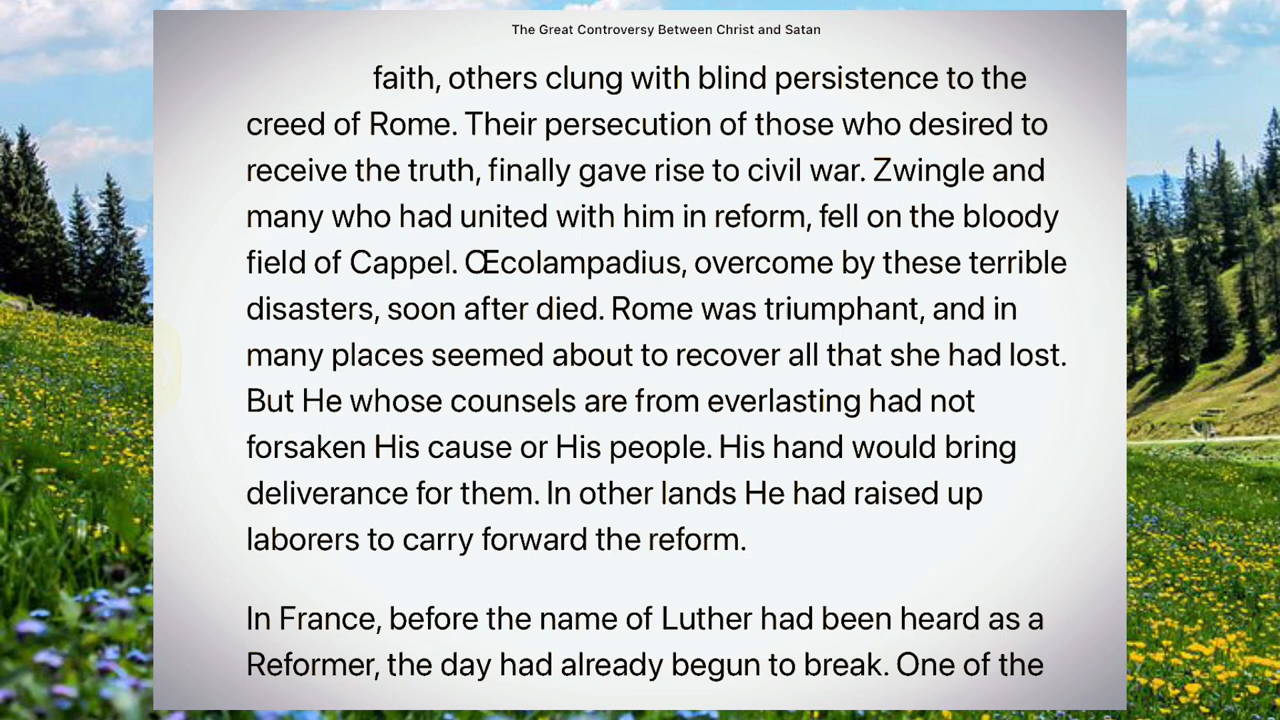 The Great Controversy Between Christ and Satan
faith, others clung with blind persistence to the
creed of Rome. Their persecution of those who desired to
receive the truth, finally gave rise to civil war. Zwingle and
many who had united with him in reform, fell on the bloody
field of Cappel. Œcolampadius, overcome by these terrible
disasters, soon after died. Rome was triumphant, and in
many places seemed about to recover all that she had lost.
But He whose counsels are from everlasting had not
forsaken His cause or His people. His hand would bring
deliverance for them. In other lands He had raised up
laborers to carry forward the reform.
In France, before the name of Luther had been heard as a
Reformer, the day had already begun to break. One of the